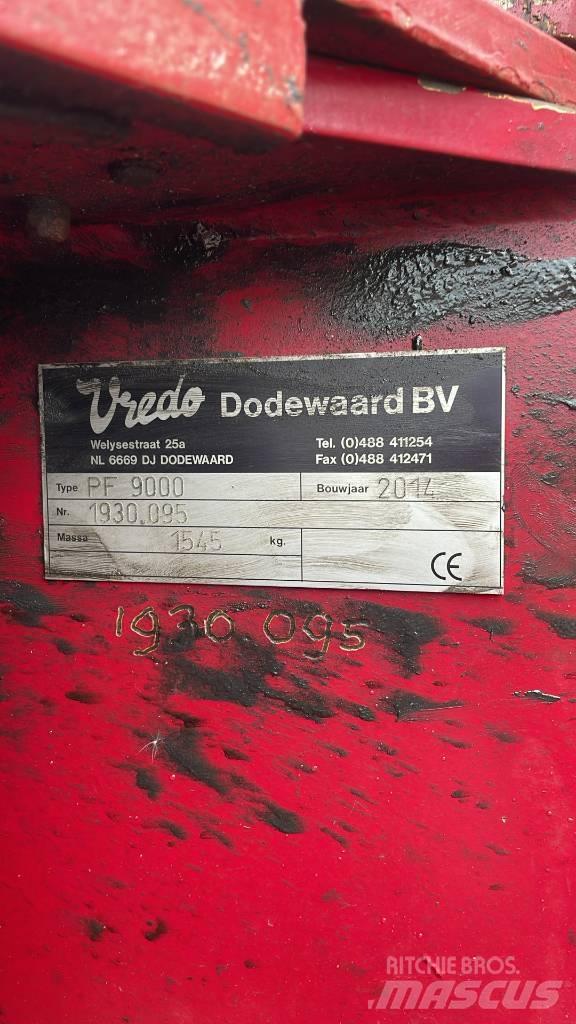 Vredo Dodewaard BV
Welysestraat 25a Tel. (0)488 411254
NL 6669 DJ DODEWAARD Fax (0)488 412471
Type PF 9000 Bouwjaar 2014
Nr. 1930.095
Massa 1545 kg.
CE
1930.095
RITCHIE BROS.
MASCUS